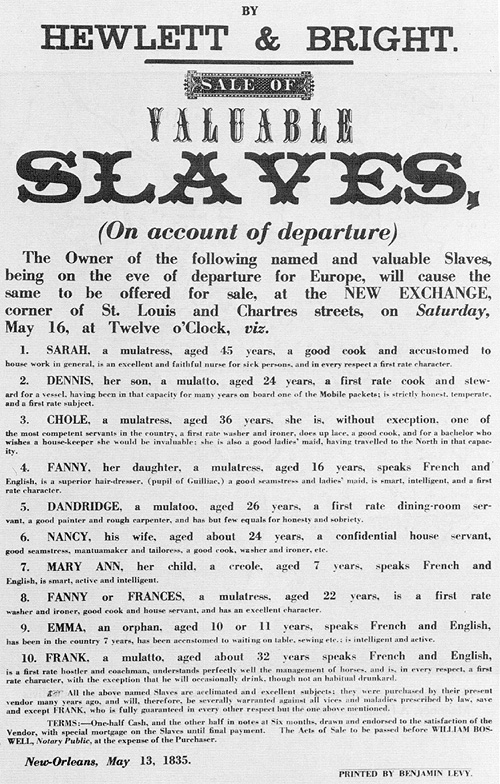 BY
HEWLETT & BRIGHT.
SALE OF
VALUABLE
SLAVES,
(On account of departure)
The Owner of the following named and valuable Slaves,
being on the eve of departure for Europe, will cause the
same to be offered for sale, at the NEW EXCHANGE,
corner of St. Louis and Chartres streets, on Saturday,
May 16, at Twelve o'Clock, viz.
1. SARAH, a mulatress, aged 45 years, a good cook and accustomed to
house work in general, is an excellent and faithful nurse for sick persons, and in every respect a first rate character.
2. DENNIS, her son, a mulatto, aged 24 years, a first rate cook and stew-
ard for a vessel, having been in that capacity for many years on board one of the Mobile packets; is strictly honest, temperate,
and a first rate subject.
3. CHOLE, a mulatress, aged 36 years, she is, without execption, one of
the most competent servants in the country, a first rate washer and ironer, does up lace, a good cook, and for a bachelor who
wishes a house-keeper she would be invaluable; she is also a good ladies' maid, having travelled to the North in that capac-
ity.
4. FANNY, her daughter, a mulatress, aged 16 years, speaks French and
English, is a superior hair-dresser, (pupil of Guilliac,) a good seamstress and ladies' maid, is smart, intelligent, and a first
rate character.
5. DANDRIDGE, a mulatoo, aged 26 years, a first rate dining-room ser-
vant, a good painter and rough carpenter, and has but few equals for honesty and sobriety.
6. NANCY, his wife, aged about 24 years, a confidential house servant,
good seamstress, mantuamaker and tailoress, a good cook, washer and ironer, etc.
7. MARY ANN, her child, a creole, aged 7 years, speaks French and
English, is smart, active and intelligent.
8. FANNY or FRANCES, a mulatress, aged 22 years, is a first rate
washer and ironer, good cook and house servant, and has an excellent character.
9. EMMA, an orphan, aged 10 or 11 years, speaks French and English,
has been in the country 7 years, has been accustomed to waiting on table, sewing etc.; is intelligent and active.
10. FRANK, a mulatto, aged about 32 years speaks French and English,
is a first rate hostler and coachman, understands perfectly well the management of horses, and is, in every respect, a first
rate character, with the exception that he will occasionally drink, though not an habitual drunkard.
☞ All the above named Slaves are acclimated and excellent subjects; they were purchased by their present
vendor many years ago, and will, therefore, be severally warranted against all vices and maladies prescribed by law, save
and except FRANK, who is fully guaranteed in every other respect but the one above mentioned.
TERMS:—One-half Cash, and the other half in notes at Six months, drawn and endorsed to the satisfaction of the
Vendor, with special mortgage on the Slaves until final payment. The Acts of Sale to be passed before WILLIAM BOS-
WELL, Notary Public, at the expense of the Purchaser.
New-Orleans, May 13, 1835.
PRINTED BY BENJAMIN LEVY.